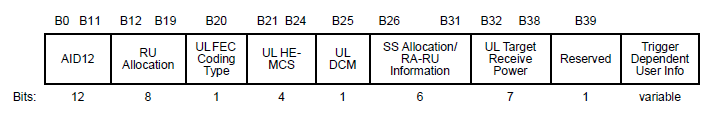 B0 B11 B12 B19 B20 B21 B24 B25 B26 B31 B32 B38 B39
AID12
RU
Allocation
UL FEC
Coding
Type
UL HE-
MCS
UL
DCM
SS Allocation/
RA-RU
Information
UL Target
Receive
Power
Reserved
Trigger
Dependent
User Info
Bits: 12 8 1 4 1 6 7 1 variable